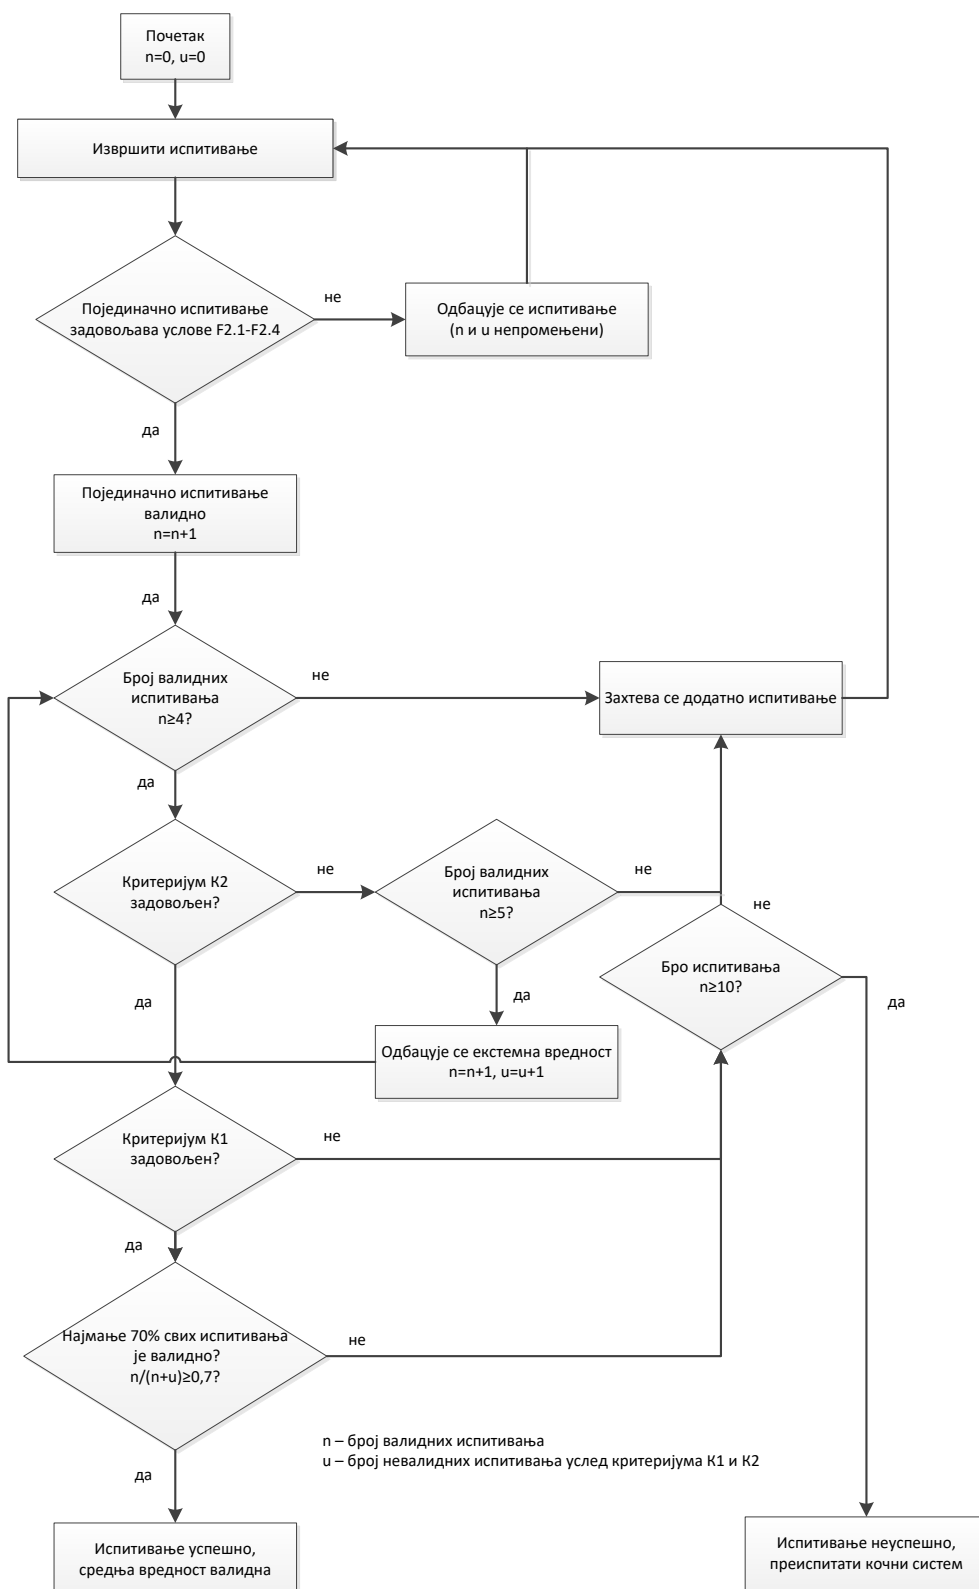 Почетак
n=0, u=0
Извршити испитивање
Појединачно испитивање
задовољава услове F2.1-F2.4
не
Одбацује се испитивање
(n и u непромењени)
да
Појединачно испитивање
валидно
n=n+1
да
Број валидних
испитивања
n≥4?
не
Захтева се додатно испитивање
да
Критеријум К2
задовољен?
не
Број валидних
испитивања
n≥5?
не
не
Бро испитивања
n≥10?
да
да
да
Одбацује се екстемна вредност
n=n+1, u=u+1
Критеријум К1
задовољен?
не
да
Најмање 70% свих испитивања
је валидно?
n/(n+u)≥0,7?
не
n – број валидних испитивања
u – број невалидних испитивања услед критеријума К1 и К2
да
Испитивање успешно,
средња вредност валидна
Испитивање неуспешно,
преиспитати кочни систем